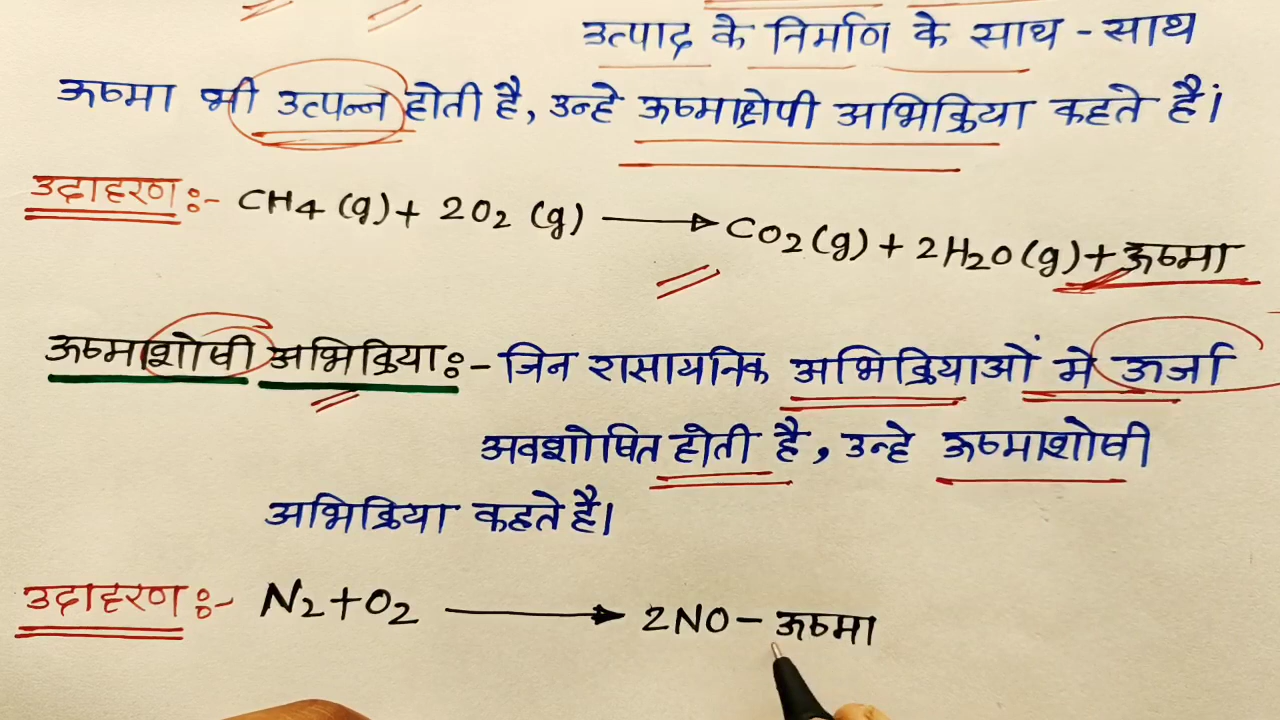 उत्पाद के निर्माण के साथ - साथ
ऊष्मा भी उत्पन्न होती है, उन्हे ऊष्माक्षेपी अभिक्रिया कहते हैं।
उदाहरण :- CH₄ (g) + 2O₂ (g) ⟶ CO₂ (g) + 2H₂O (g) + ऊष्मा
ऊष्माशोषी अभिक्रिया :- जिन रासायनिक अभिक्रियाओं मे ऊर्जा
अवशोषित होती है, उन्हे ऊष्माशोषी
अभिक्रिया कहते है।
उदाहरण :- N₂ + O₂ ⟶ 2NO - ऊष्मा